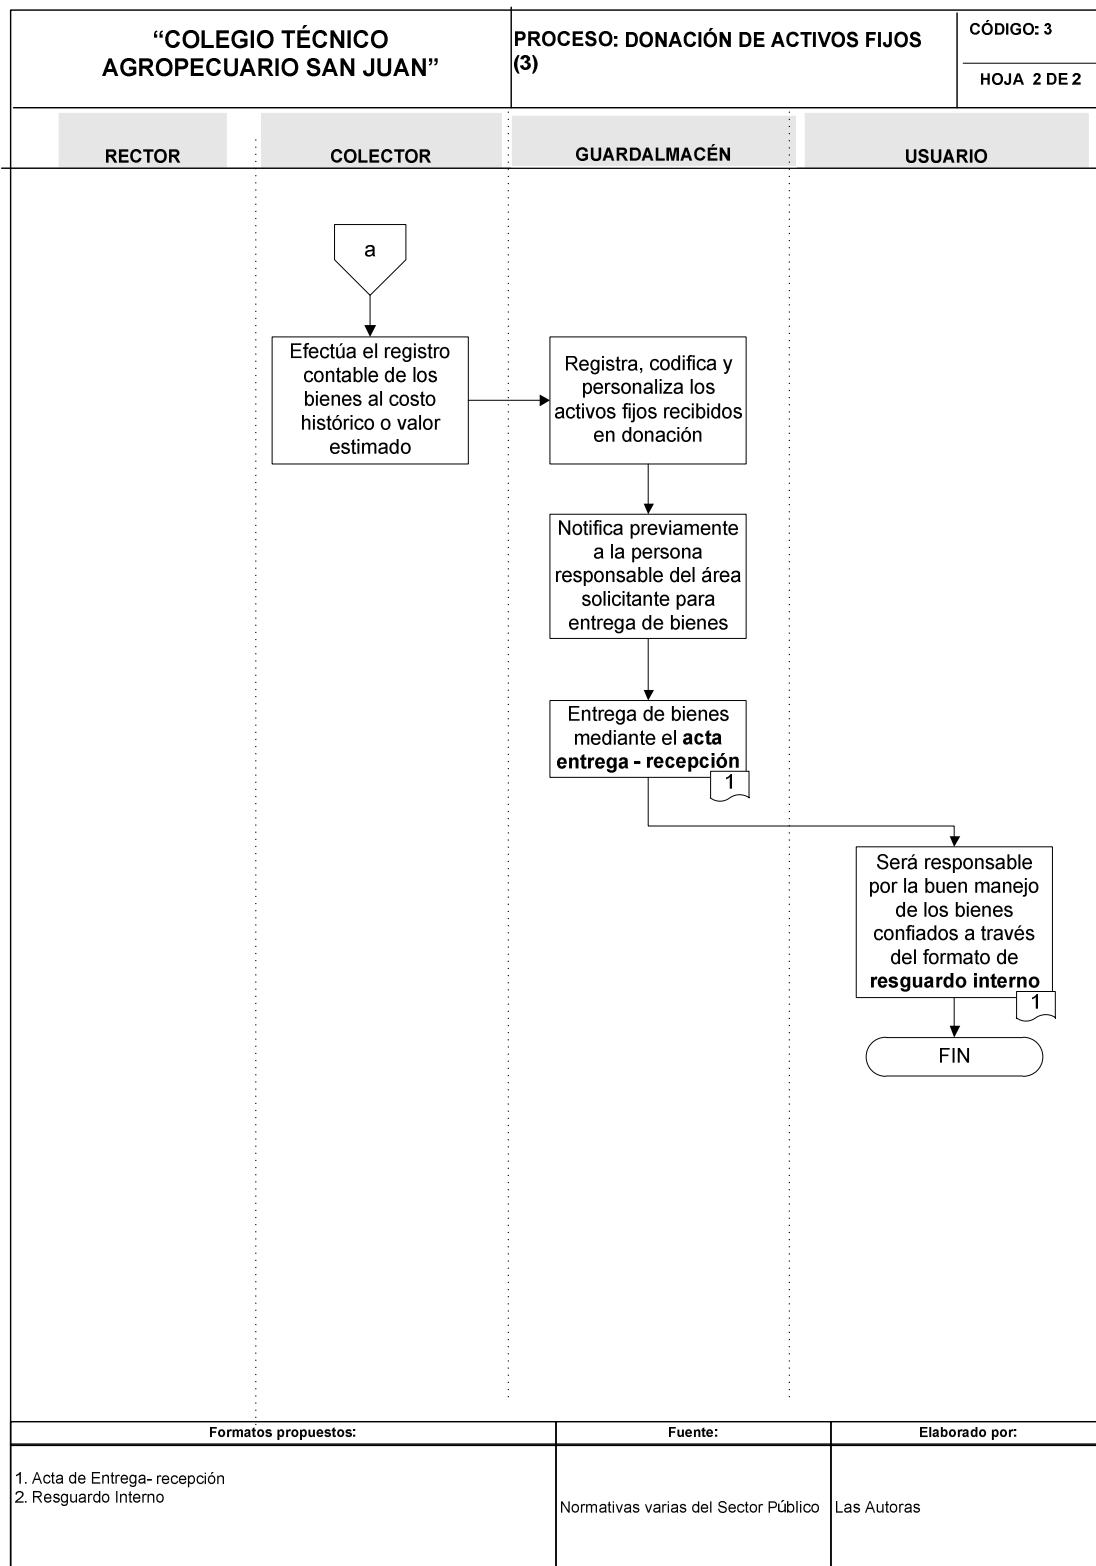 “COLEGIO TÉCNICO
AGROPECUARIO SAN JUAN”
PROCESO: DONACIÓN DE ACTIVOS FIJOS
(3)
CÓDIGO: 3
HOJA 2 DE 2
RECTOR
COLECTOR
GUARDALMACÉN
USUARIO
a
Efectúa el registro
contable de los
bienes al costo
histórico o valor
estimado
Registra, codifica y
personaliza los
activos fijos recibidos
en donación
Notifica previamente
a la persona
responsable del área
solicitante para
entrega de bienes
Entrega de bienes
mediante el acta
entrega - recepción
1
Será responsable
por la buen manejo
de los bienes
confiados a través
del formato de
resguardo interno
1
FIN
Formatos propuestos:
Fuente:
Elaborado por:
1. Acta de Entrega- recepción
2. Resguardo Interno
Normativas varias del Sector Público
Las Autoras